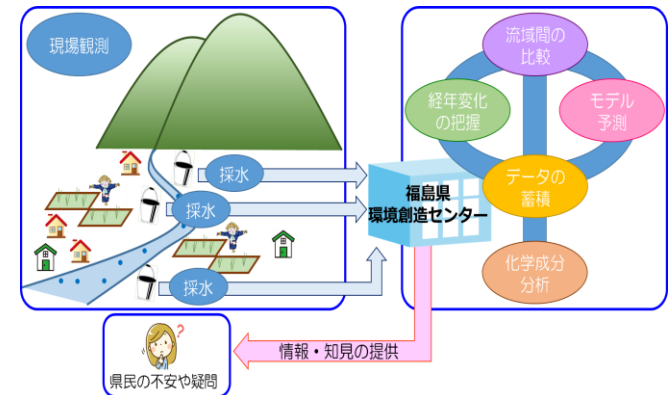 現場観測
採水
採水
採水
福島県
環境創造センター
流域間の
比較
経年変化
の把握
モデル
予測
データの
蓄積
化学成分
分析
情報・知見の提供
?
県民の不安や疑問